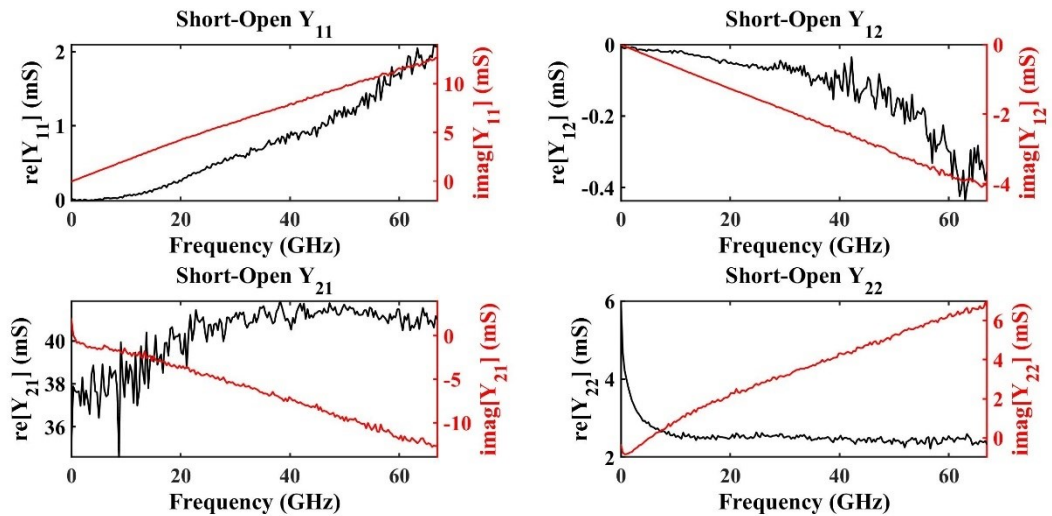 Short-Open Y11
re[Y11] (mS)
2
1
0
imag[Y11] (mS)
10
5
0
0 20 40 60
Frequency (GHz)
Short-Open Y12
re[Y12] (mS)
0
-0.2
-0.4
imag[Y12] (mS)
0
-2
-4
0 20 40 60
Frequency (GHz)
Short-Open Y21
re[Y21] (mS)
40
38
36
imag[Y21] (mS)
0
-5
-10
0 20 40 60
Frequency (GHz)
Short-Open Y22
re[Y22] (mS)
6
4
2
imag[Y22] (mS)
6
4
2
0
0 20 40 60
Frequency (GHz)